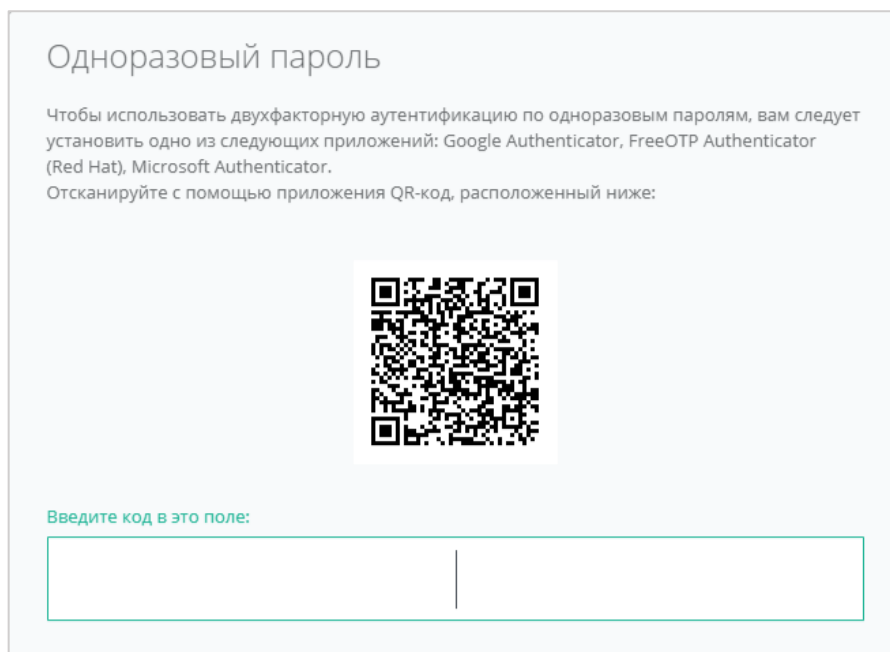 Одноразовый пароль
Чтобы использовать двухфакторную аутентификацию по одноразовым паролям, вам следует
установить одно из следующих приложений: Google Authenticator, FreeOTP Authenticator
(Red Hat), Microsoft Authenticator.
Отсканируйте с помощью приложения QR-код, расположенный ниже:
Введите код в это поле: